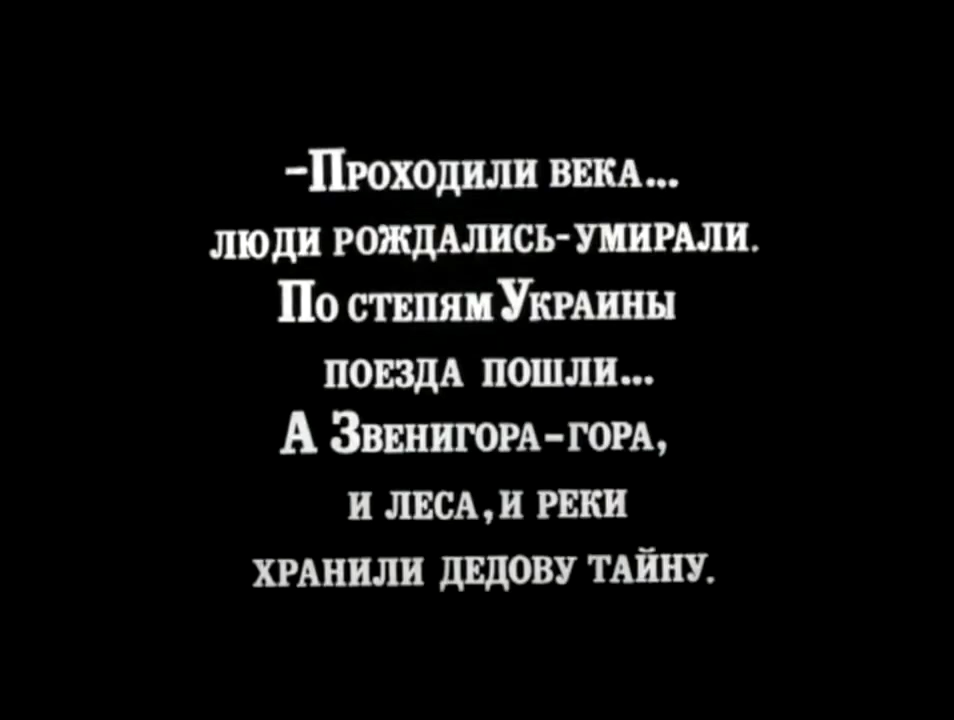 -Проходили века...
люди рождались-умирали.
По степям Украины
поезда пошли...
А Звенигора-гора,
и леса, и реки
хранили дедову тайну.